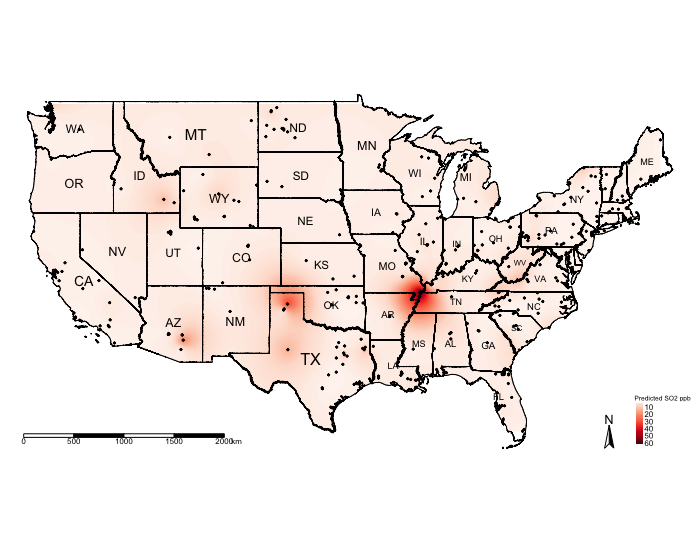 WA
MT
ND
MN
ME
OR
ID
WY
SD
WI
MI
NY
NV
UT
CO
NE
IA
IL
IN
OH
PA
CA
KS
MO
KY
WV
VA
AZ
NM
OK
AR
TN
NC
TX
LA
MS
AL
GA
SC
FL
Predicted SO2 ppb
10
20
30
40
50
60
N
0 500 1000 1500 2000km